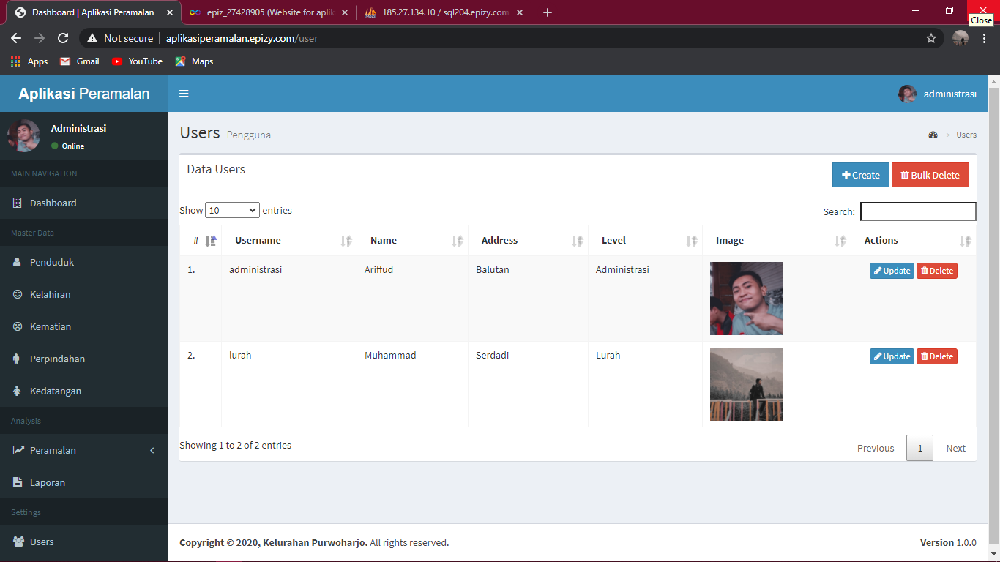 Dashboard | Aplikasi Peramalan
epiz_27428905 (Website for aplik
185.27.134.10 / sql204.epizy.com
Close
Not secure
aplikasiperamalan.epizy.com/user
Apps
Gmail
YouTube
Maps
Aplikasi Peramalan
administrasi
Administrasi
Online
MAIN NAVIGATION
Dashboard
Master Data
Penduduk
Kelahiran
Kematian
Perpindahan
Kedatangan
Analysis
Peramalan
Laporan
Settings
Users
Users Pengguna
> Users
Data Users
Create
Bulk Delete
Show 10 entries
Search:
# Username Name Address Level Image Actions
1. administrasi Ariffud Balutan Administrasi Update Delete
2. lurah Muhammad Serdadi Lurah Update Delete
Showing 1 to 2 of 2 entries
Previous 1 Next
Copyright © 2020, Kelurahan Purwoharjo. All rights reserved.
Version 1.0.0